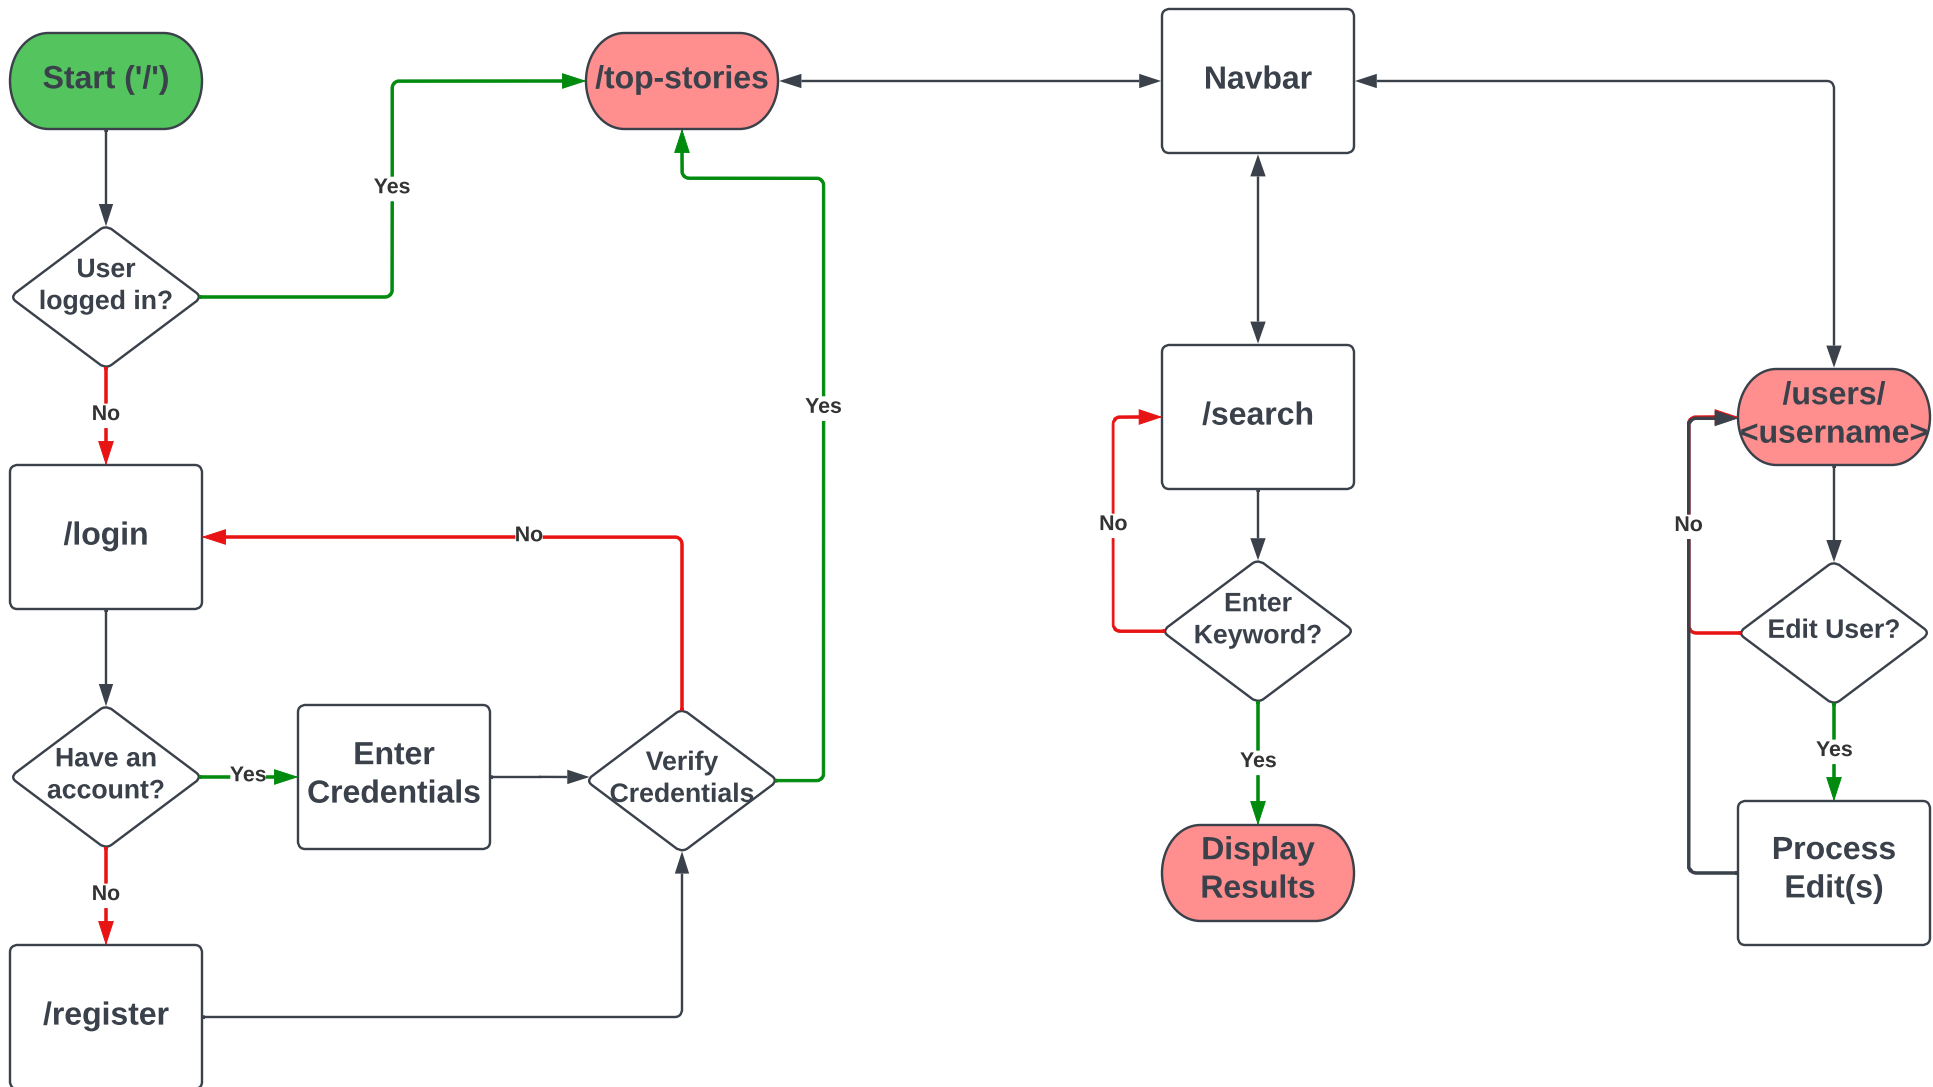 Start ('/')
/top-stories
Navbar
Yes
User
logged in?
No
/login
No
Yes
/search
No
Enter
Keyword?
Yes
Display
Results
/users/
<username>
No
Edit User?
Yes
Process
Edit(s)
Have an
account?
Yes
Enter
Credentials
Verify
Credentials
No
/register